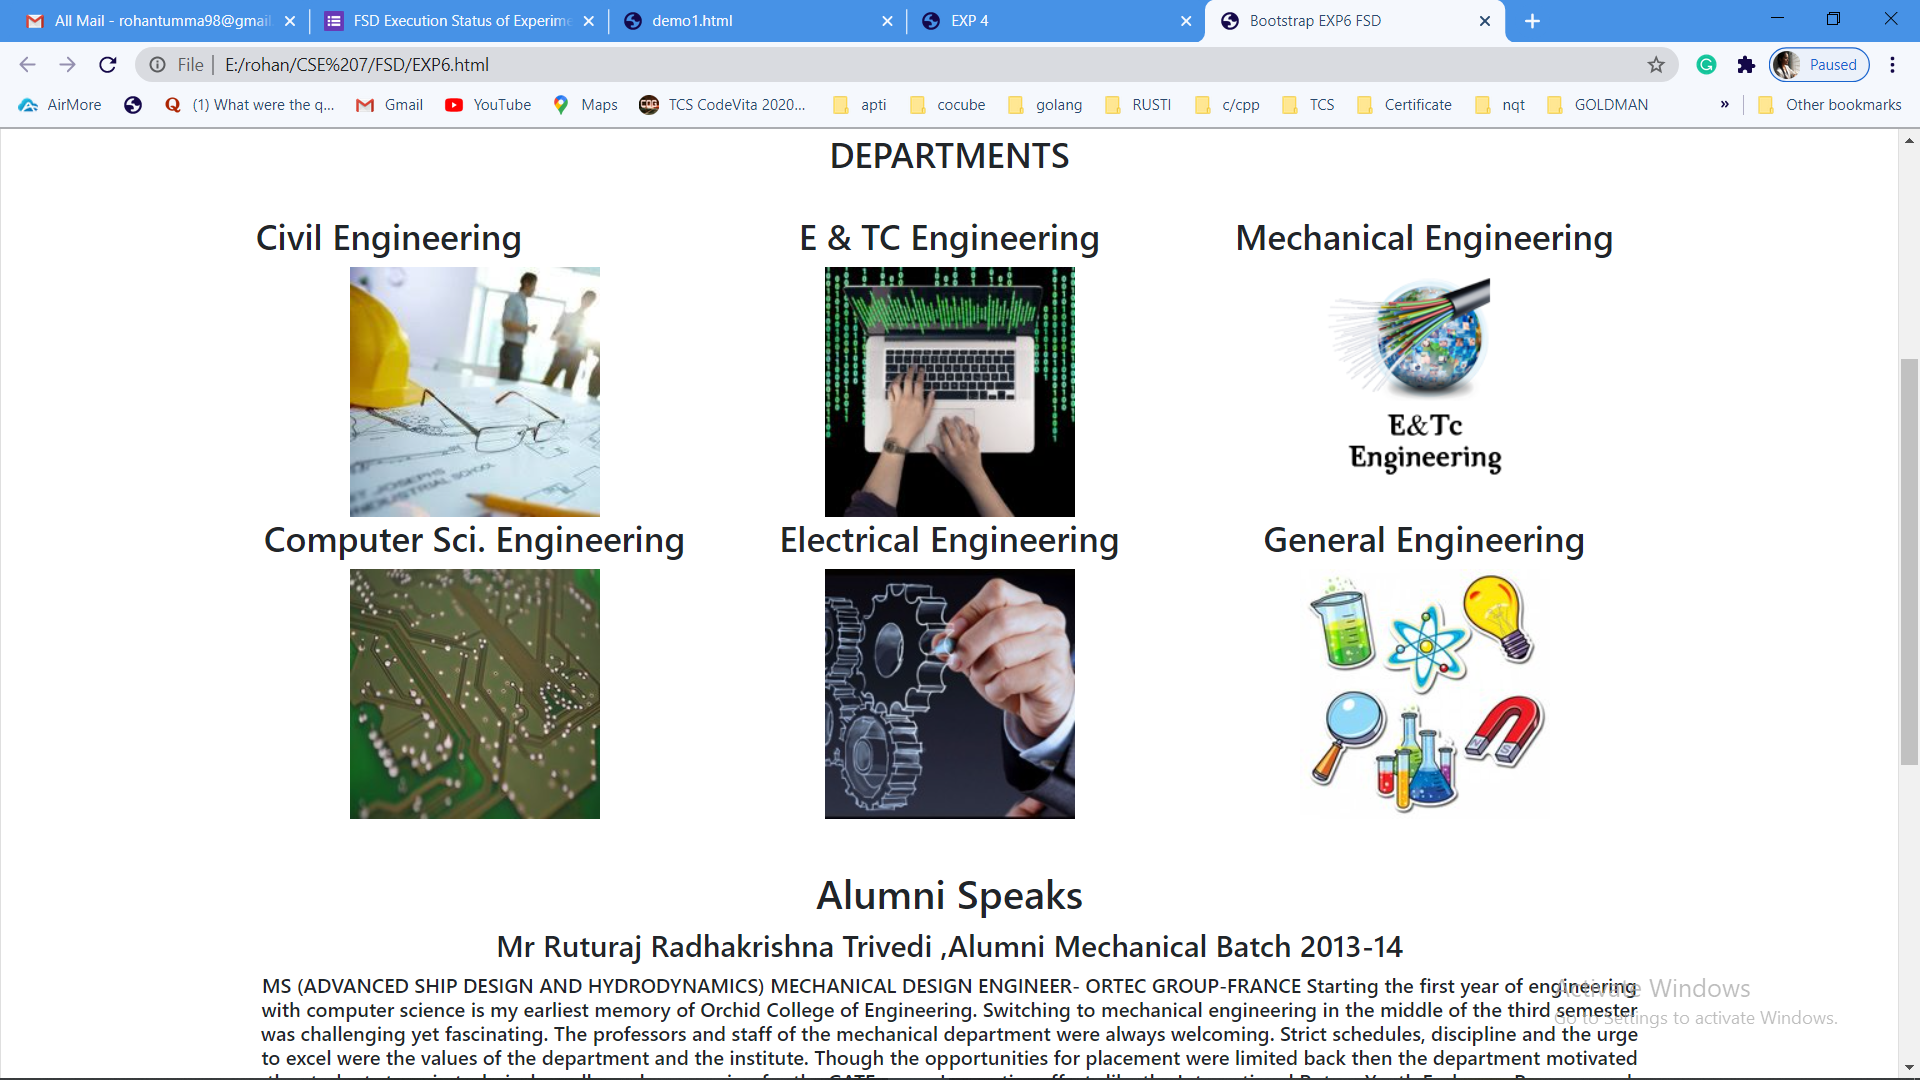 All Mail - rohantumma98@gmail.
FSD Execution Status of Experime
demo1.html
EXP 4
Bootstrap EXP6 FSD
File
E:/rohan/CSE%207/FSD/EXP6.html
Paused
AirMore
(1) What were the q...
Gmail
YouTube
Maps
TCS CodeVita 2020...
apti
cocube
golang
RUSTI
c/cpp
TCS
Certificate
nqt
GOLDMAN
»
Other bookmarks
DEPARTMENTS
Civil Engineering
E & TC Engineering
Mechanical Engineering
ST JOSEPHS
INDUSTRIAL SCHOOL
E&Tc
Engineering
Computer Sci. Engineering
Electrical Engineering
General Engineering
N S
Alumni Speaks
Mr Ruturaj Radhakrishna Trivedi ,Alumni Mechanical Batch 2013-14
MS (ADVANCED SHIP DESIGN AND HYDRODYNAMICS) MECHANICAL DESIGN ENGINEER- ORTEC GROUP-FRANCE Starting the first year of engineering
with computer science is my earliest memory of Orchid College of Engineering. Switching to mechanical engineering in the middle of the third semester
was challenging yet fascinating. The professors and staff of the mechanical department were always welcoming. Strict schedules, discipline and the urge
to excel were the values of the department and the institute. Though the opportunities for placement were limited back then the department motivated
Activate Windows
Go to Settings to activate Windows.